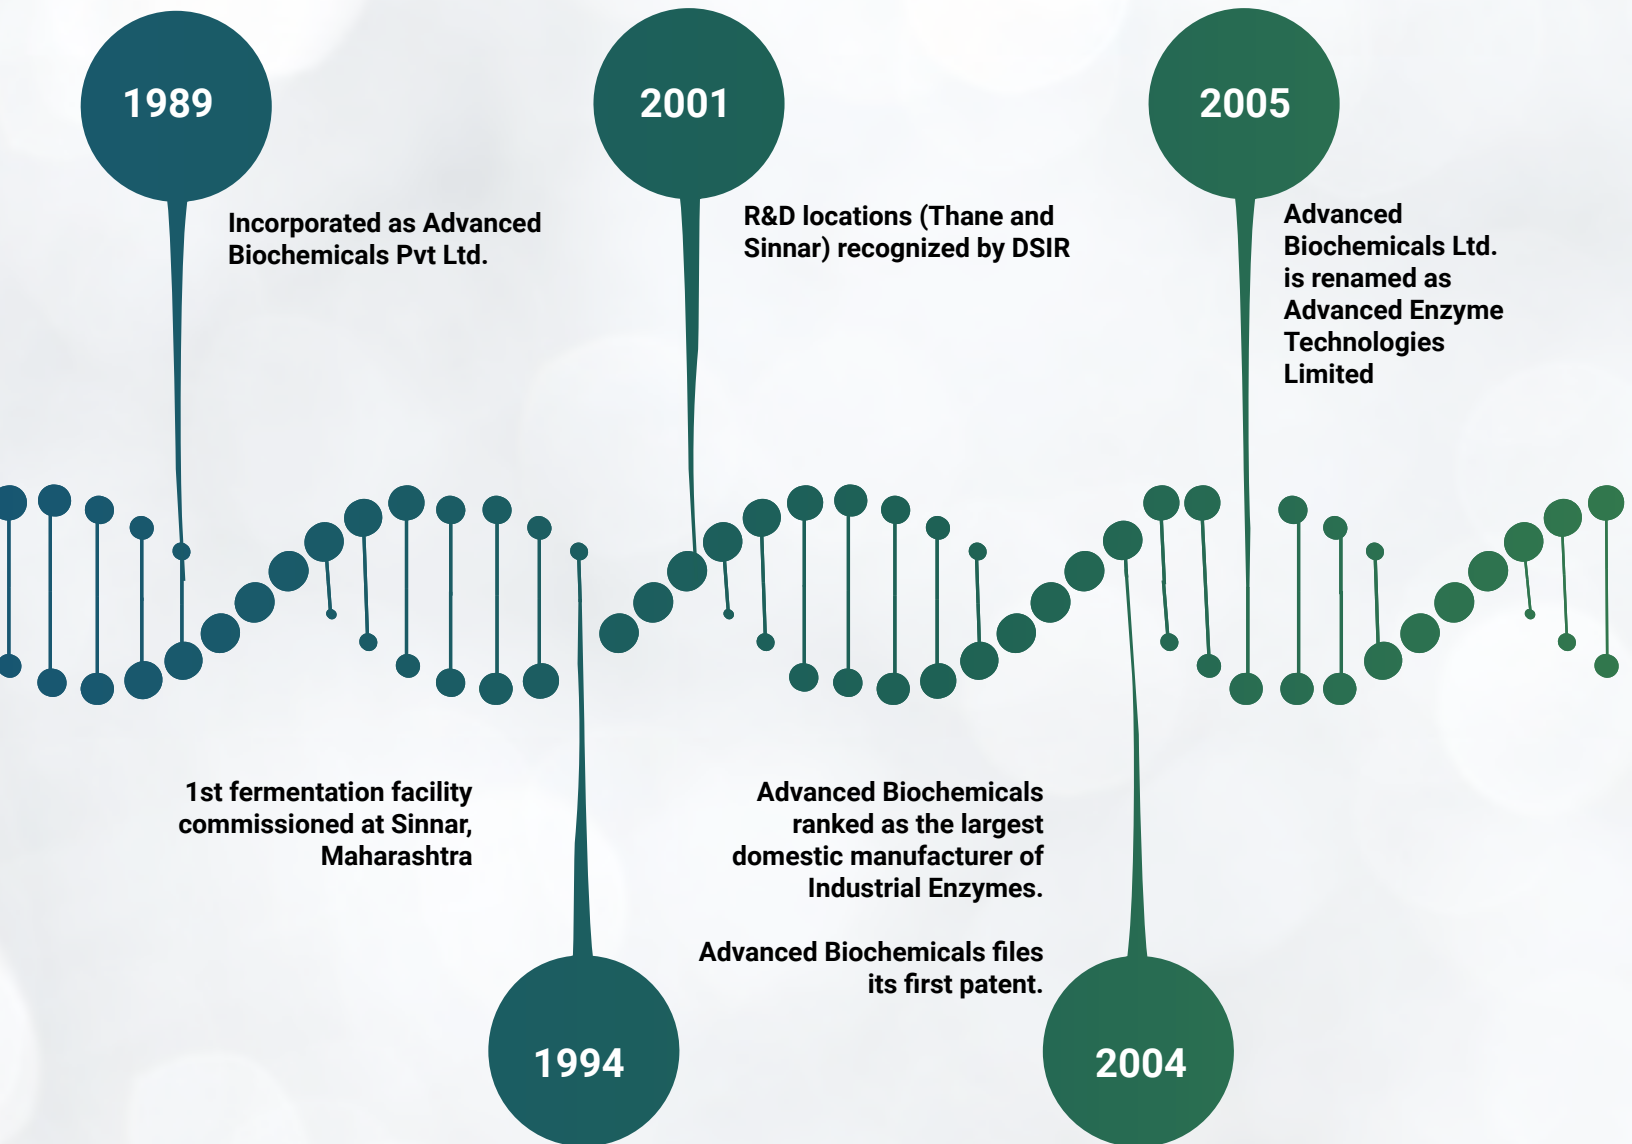 1989
Incorporated as Advanced
Biochemicals Pvt Ltd.
2001
R&D locations (Thane and
Sinnar) recognized by DSIR
2005
Advanced
Biochemicals Ltd.
is renamed as
Advanced Enzyme
Technologies
Limited
1st fermentation facility
commissioned at Sinnar,
Maharashtra
1994
Advanced Biochemicals
ranked as the largest
domestic manufacturer of
Industrial Enzymes.
Advanced Biochemicals files
its first patent.
2004